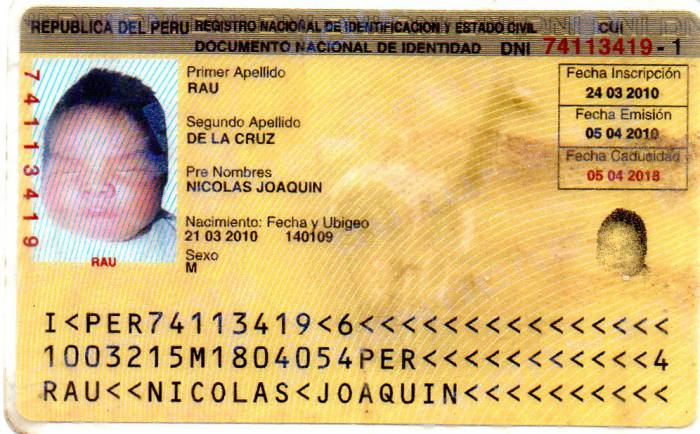 REPUBLICA DEL PERU REGISTRO NACIONAL DE IDENTIFICACION Y ESTADO CIVIL CUI
DOCUMENTO NACIONAL DE IDENTIDAD DNI 74113419 - 1
74113419
Primer Apellido
RAU
Segundo Apellido
DE LA CRUZ
Pre Nombres
NICOLAS JOAQUIN
Nacimiento: Fecha y Ubigeo
21 03 2010 140109
Sexo
M
Fecha Inscripción
24 03 2010
Fecha Emisión
05 04 2010
Fecha Caducidad
05 04 2018
RAU
I<PER74113419<6<<<<<<<<<<<<<<<
1003215M1804054PER<<<<<<<<<<<4
RAU<<NICOLAS<JOAQUIN<<<<<<<<<<